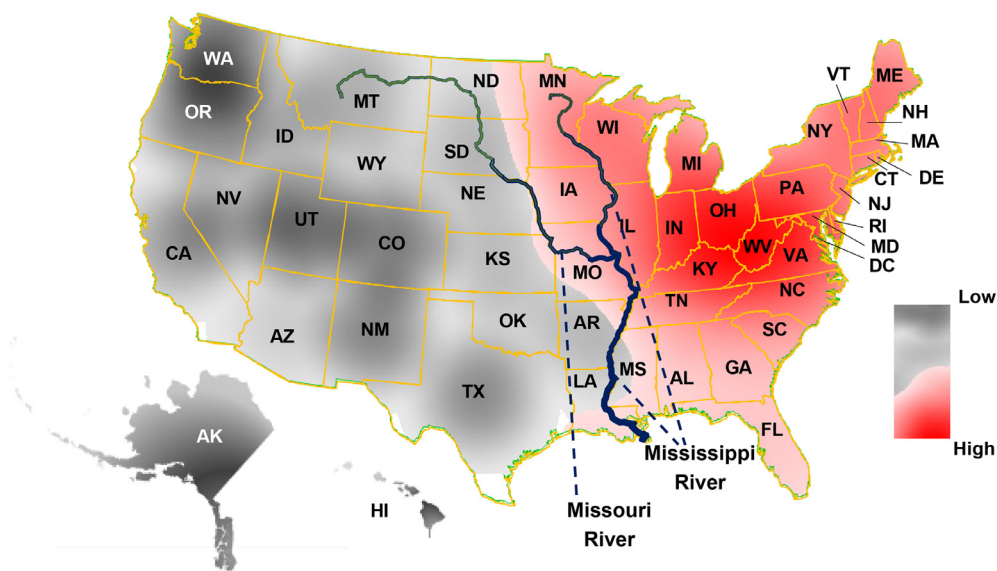 WA
ND
MN
VT
ME
MT
OR
NH
WI
NY
ID
MA
SD
MI
WY
CT
DE
IA
PA
NE
NV
NJ
OH
UT
IL
IN
RI
CO
WV
MD
CA
KS
VA
DC
MO
KY
NC
TN
Low
OK
AR
NM
SC
AZ
GA
MS
AL
LA
TX
FL
AK
High
Mississippi
River
HI
Missouri
River